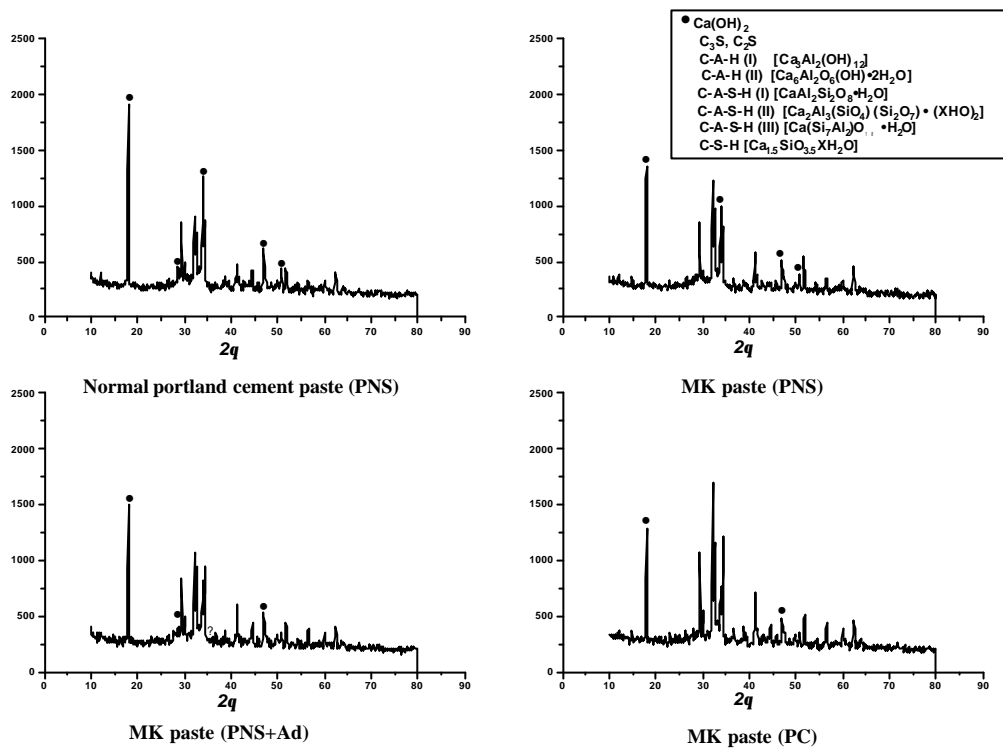 ● Ca(OH)₂
C₃S, C₂S
C-A-H (I) [Ca₃Al₂(OH)₁₂]
C-A-H (II) [Ca₆Al₂O₆(OH)•2H₂O]
C-A-S-H (I) [CaAl₂Si₂O₈•H₂O]
C-A-S-H (II) [Ca₂Al₃(SiO₄) (Si₂O₇) • (XHO)₂]
C-A-S-H (III) [Ca(Si₇Al₂)O •H₂O]
C-S-H [Ca₁.₅SiO₃.₅XH₂O]
2500
2000
1500
1000
500
0
0 10 20 30 40 50 60 70 80 90
2q
Normal portland cement paste (PNS)
2500
2000
1500
1000
500
0
0 10 20 30 40 50 60 70 80 90
2q
MK paste (PNS)
2500
2000
1500
1000
500
0
?
0 10 20 30 40 50 60 70 80 90
2q
MK paste (PNS+Ad)
2500
2000
1500
1000
500
0
0 10 20 30 40 50 60 70 80 90
2q
MK paste (PC)